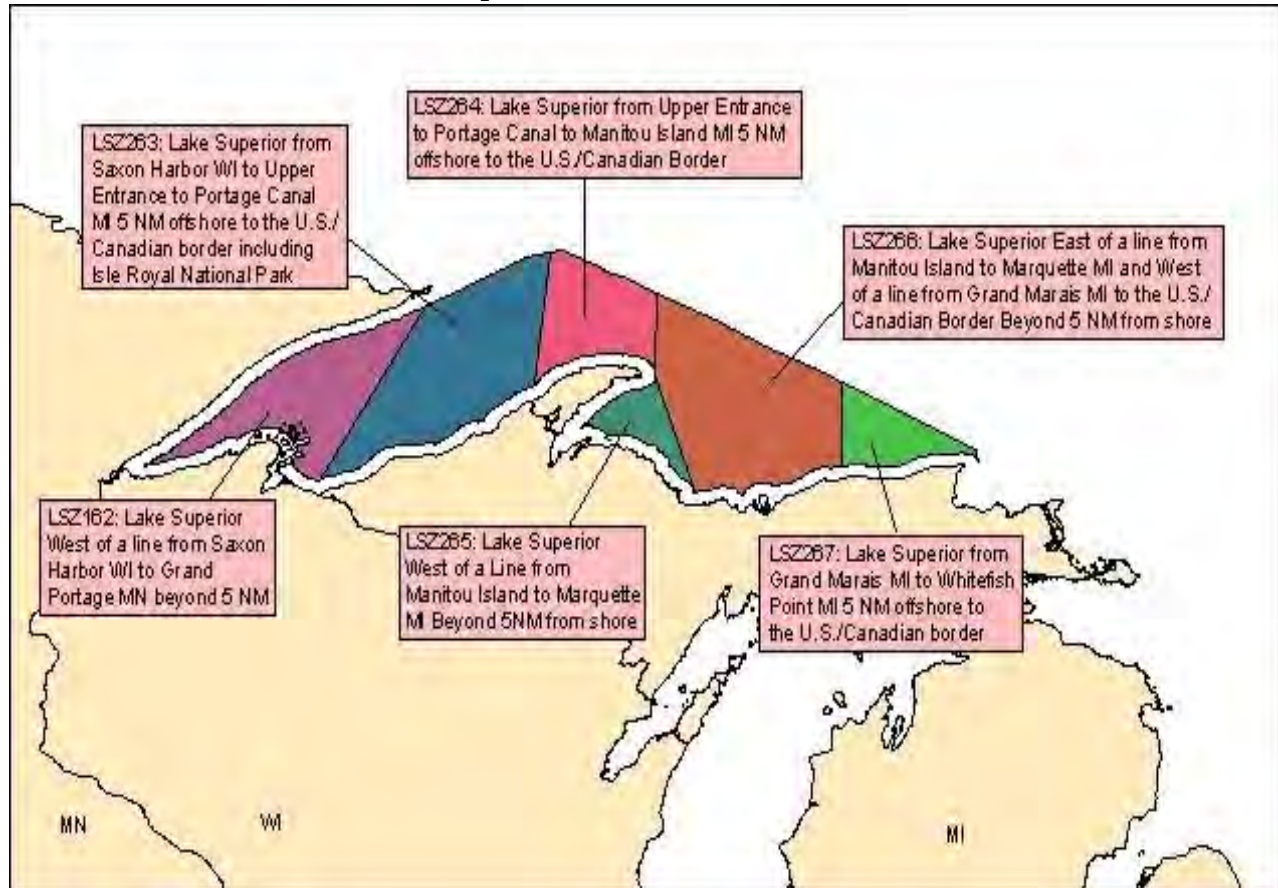 LSZ264: Lake Superior from Upper Entrance
to Portage Canal to Manitou Island MI 5 NM
offshore to the U.S./Canadian Border
LSZ263: Lake Superior from
Saxon Harbor WI to Upper
Entrance to Portage Canal
MI 5 NM offshore to the U.S./
Canadian border including
Isle Royal National Park
LSZ266: Lake Superior East of a line from
Manitou Island to Marquette MI and West
of a line from Grand Marais MI to the U.S./
Canadian Border Beyond 5 NM from shore
LSZ162: Lake Superior
West of a line from Saxon
Harbor WI to Grand
Portage MN beyond 5 NM
LSZ265: Lake Superior
West of a Line from
Manitou Island to Marquette
MI Beyond 5NM from shore
LSZ267: Lake Superior from
Grand Marais MI to Whitefish
Point MI 5 NM offshore to
the U.S./Canadian border
MN
WI
MI